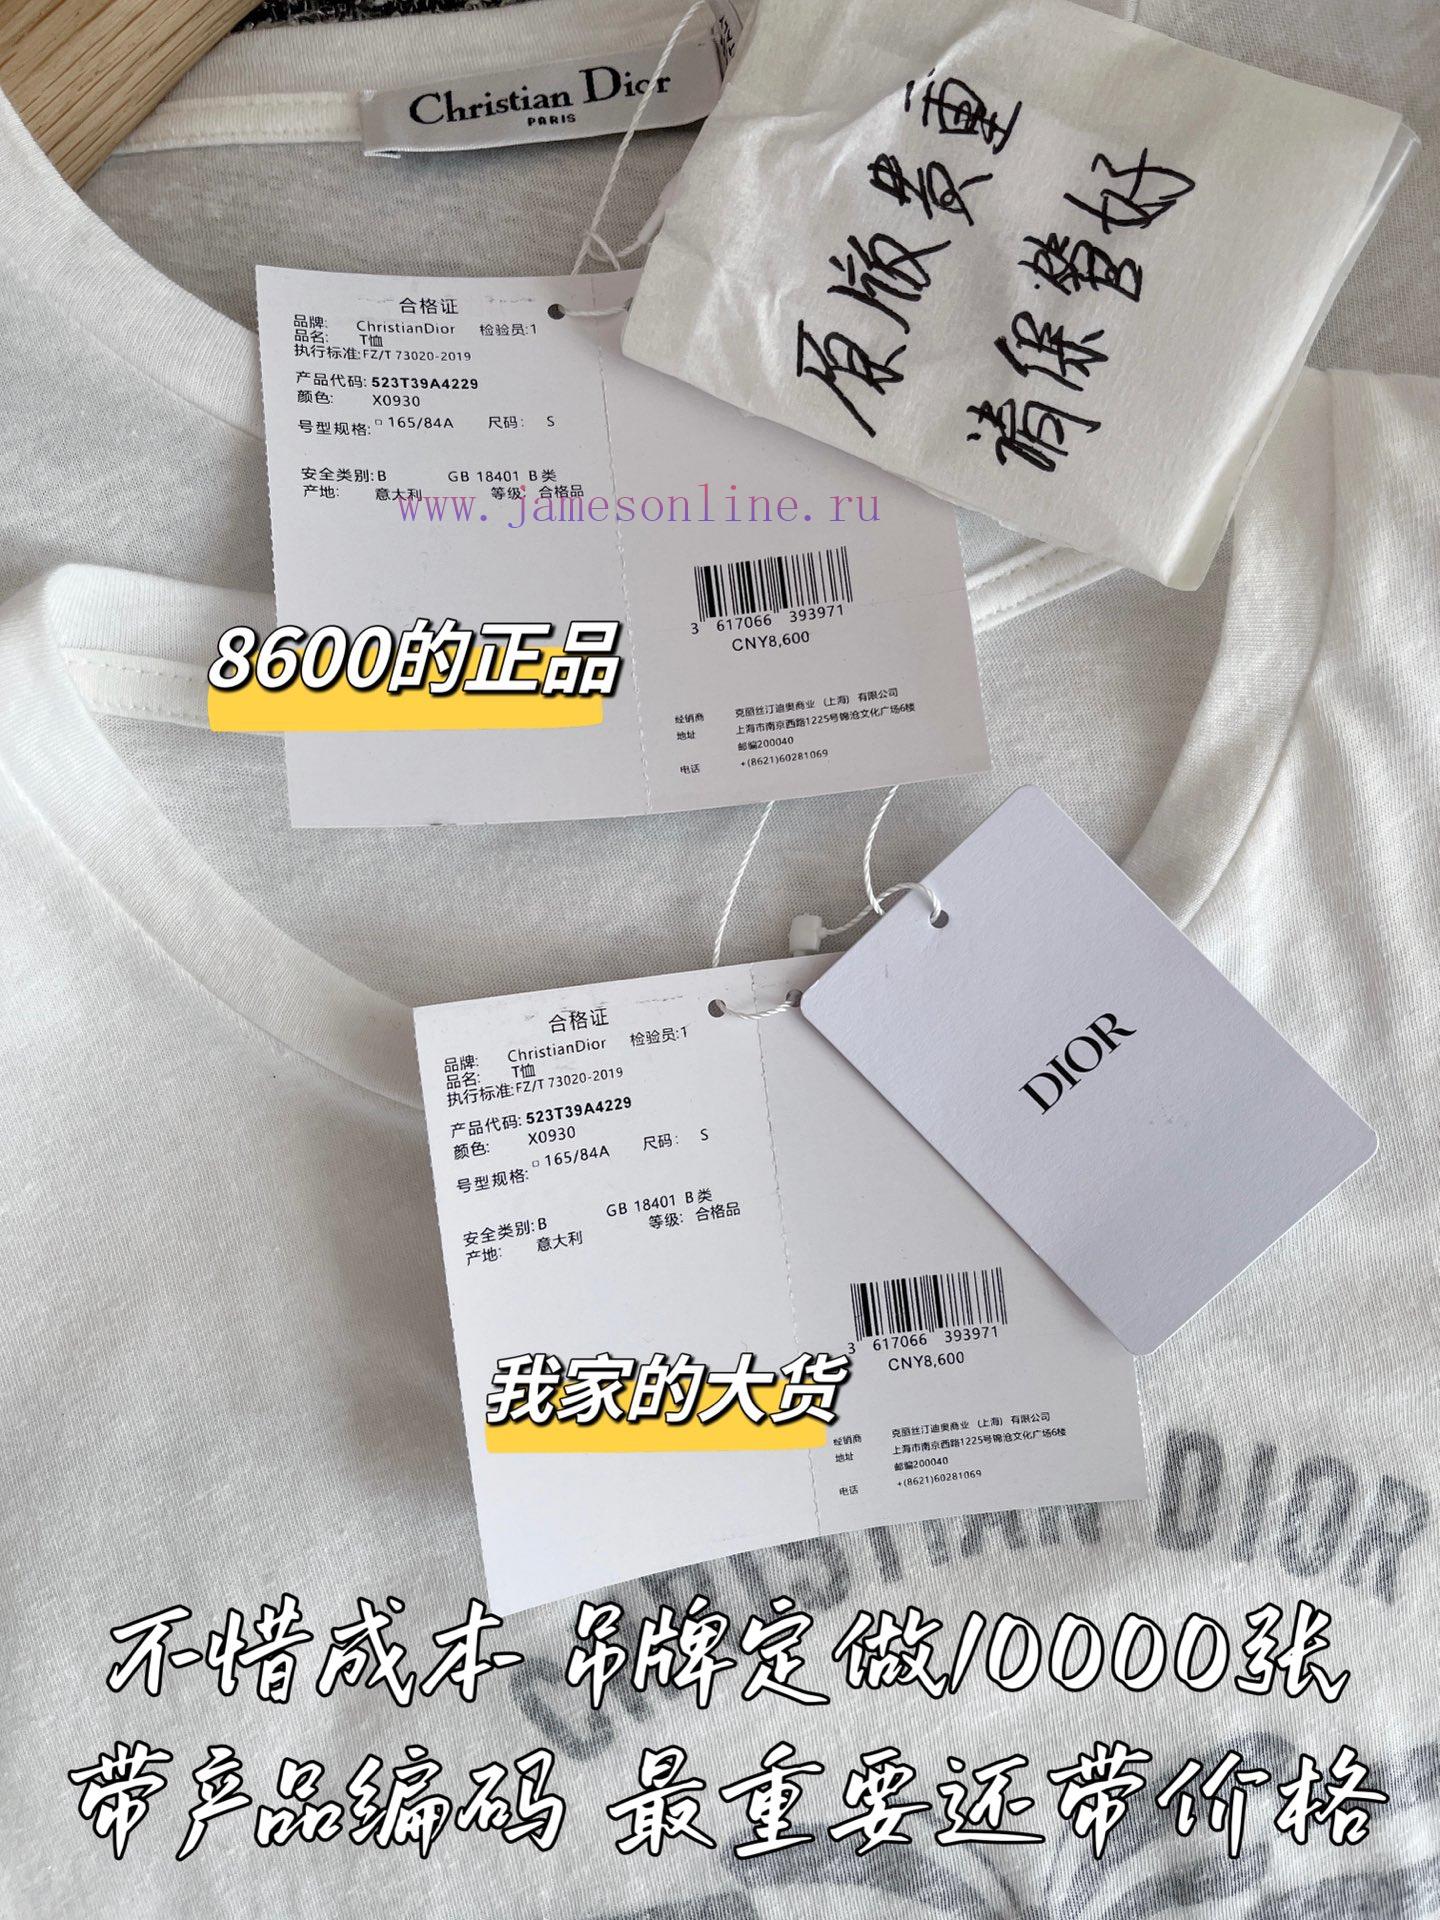 Christian Dior
PARIS
原版贵重
请保管好
合格证
品牌: ChristianDior 检验员:1
品名: T恤
执行标准:FZ/T 73020-2019
产品代码: 523T39A4229
颜色: X0930
号型规格: 165/84A 尺码: S
安全类别:B GB 18401 B类
产地: 意大利 等级: 合格品
www.jamesonline.ru
3 617066 393971
CNY8,600
8600的正品
经销商 克丽丝汀迪奥商业 (上海) 有限公司
地址 上海市南京西路1225号锦沧文化广场6楼
邮编200040
电话 +(8621)60281069
DIOR
合格证
品牌: ChristianDior 检验员:1
品名: T恤
执行标准:FZ/T 73020-2019
产品代码: 523T39A4229
颜色: X0930
号型规格: 165/84A 尺码: S
安全类别:B GB 18401 B类
产地: 意大利 等级: 合格品
3 617066 393971
CNY8,600
我家的大货
经销商 克丽丝汀迪奥商业 (上海) 有限公司
地址 上海市南京西路1225号锦沧文化广场6楼
邮编200040
电话 +(8621)60281069
CHRISTIAN DIOR
不惜成本 吊牌定做10000张
带产品编码 最重要还带价格